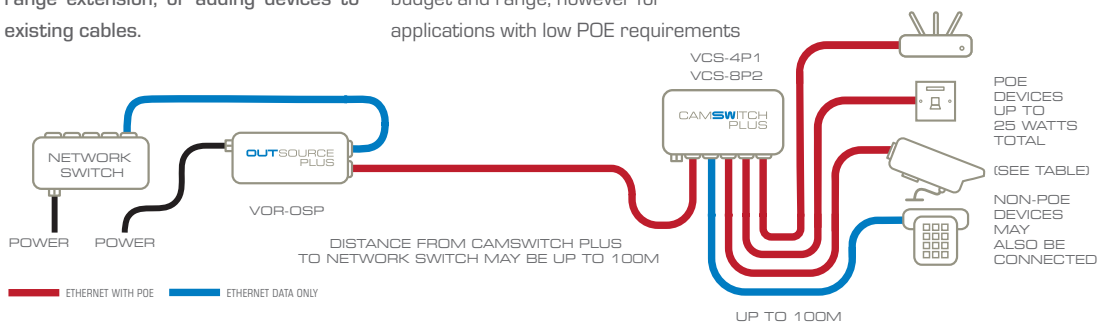 range extension, or adding devices to
existing cables.
budget and range, however for
applications with low POE requirements
VCS-4P1
VCS-8P2
CAMSWITCH
PLUS
NETWORK
SWITCH
OUTSOURCE
PLUS
VOR-OSP
POWER
POWER
DISTANCE FROM CAMSWITCH PLUS
TO NETWORK SWITCH MAY BE UP TO 100M
POE
DEVICES
UP TO
25 WATTS
TOTAL
(SEE TABLE)
NON-POE
DEVICES
MAY
ALSO BE
CONNECTED
ETHERNET WITH POE
ETHERNET DATA ONLY
UP TO 100M